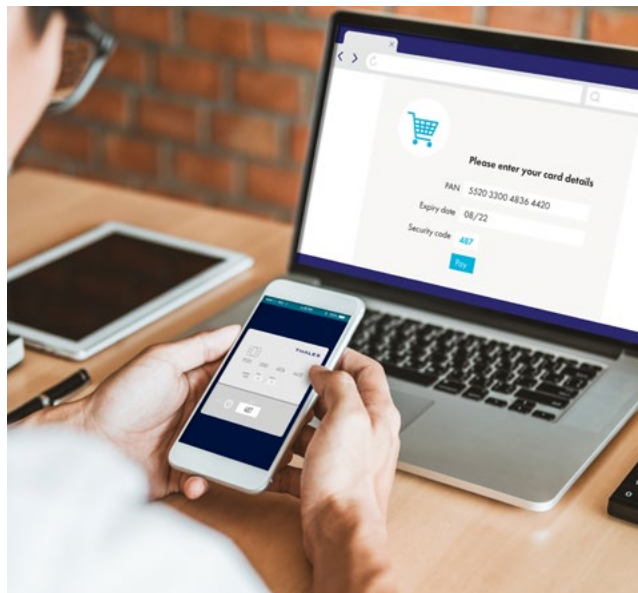 Please enter your card details
PAN 5520 3300 4836 4420
Expiry date 08/22
Security code 487
Pay
THALES
487